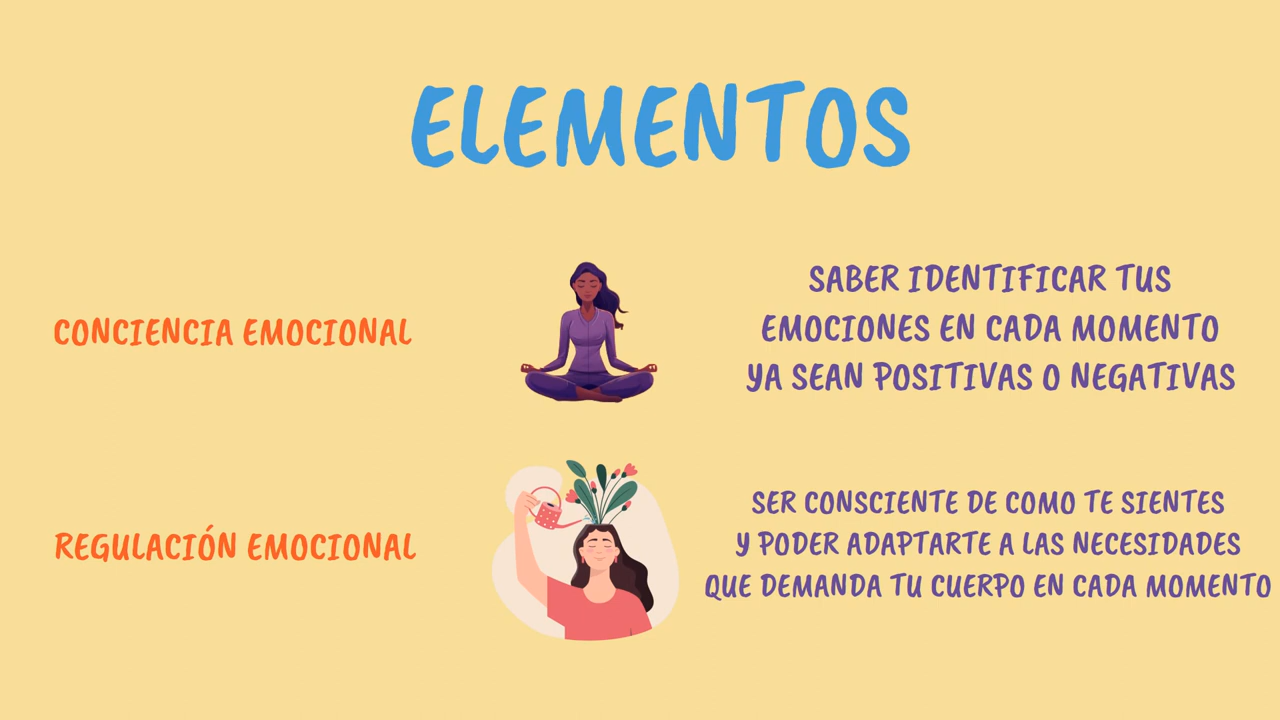 ELEMENTOS
CONCIENCIA EMOCIONAL
SABER IDENTIFICAR TUS
EMOCIONES EN CADA MOMENTO
YA SEAN POSITIVAS O NEGATIVAS
REGULACIÓN EMOCIONAL
SER CONSCIENTE DE COMO TE SIENTES
Y PODER ADAPTARTE A LAS NECESIDADES
QUE DEMANDA TU CUERPO EN CADA MOMENTO